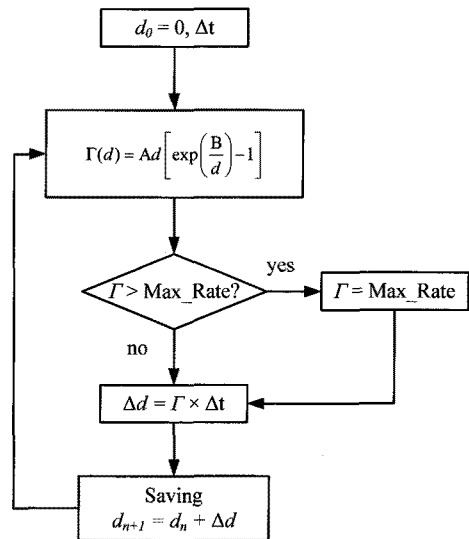 d₀ = 0, Δt
Γ(d) = Ad[exp(B/d)−1]
Γ > Max_Rate?
yes
Γ = Max_Rate
no
Δd = Γ × Δt
Saving
dₙ₊₁ = dₙ + Δd